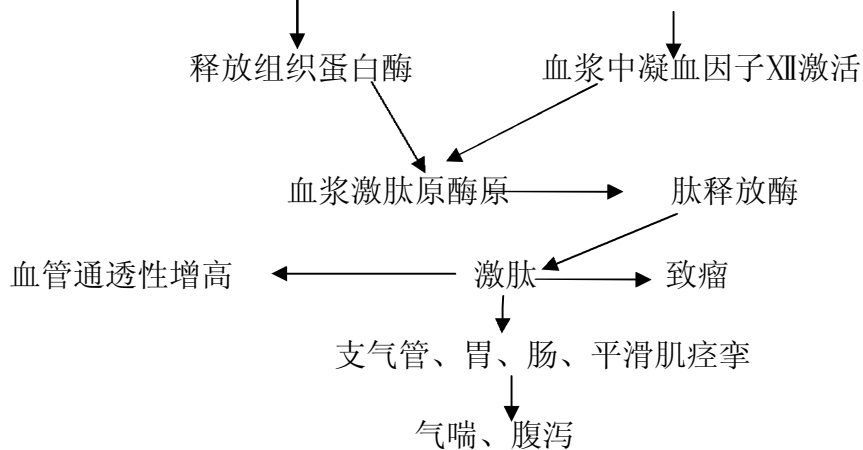 释放组织蛋白酶 血浆中凝血因子Ⅻ激活
血浆激肽原酶原 肽释放酶
血管通透性增高 激肽 致瘤
支气管、胃、肠、平滑肌痉挛
气喘、腹泻